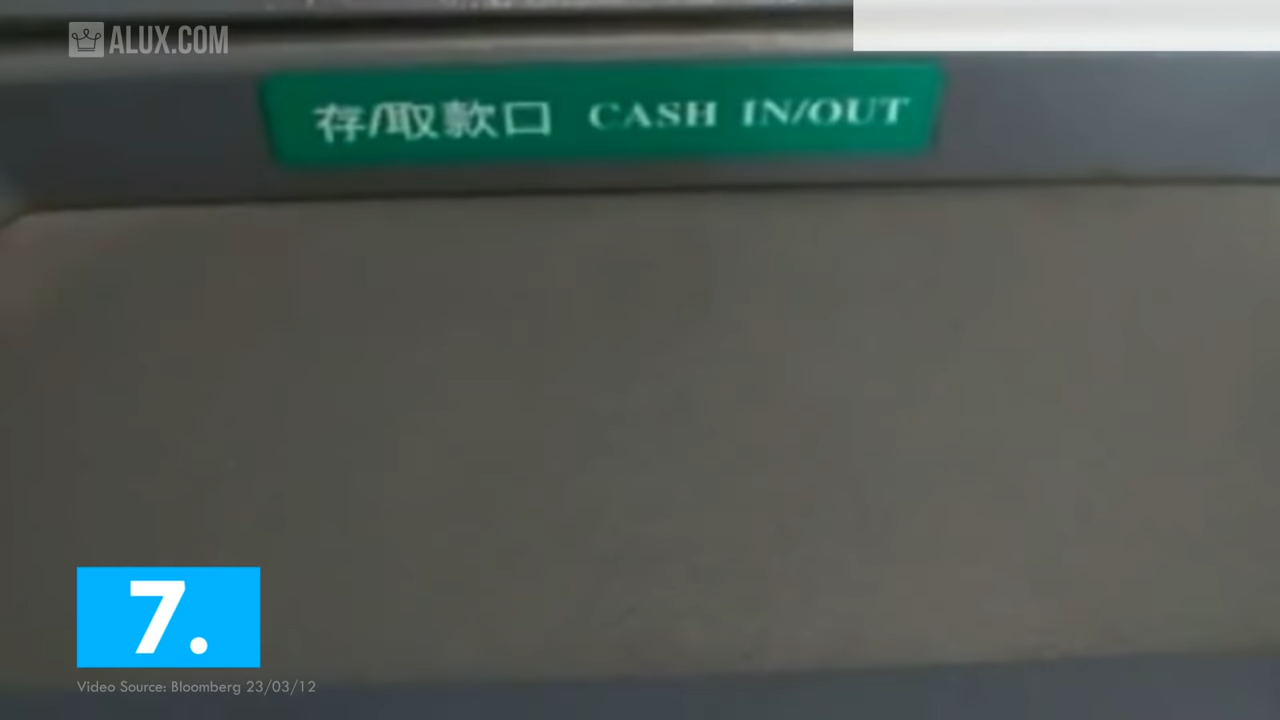 ALUX.COM
存/取款口 CASH IN/OUT
7.
Video Source: Bloomberg 23/03/12